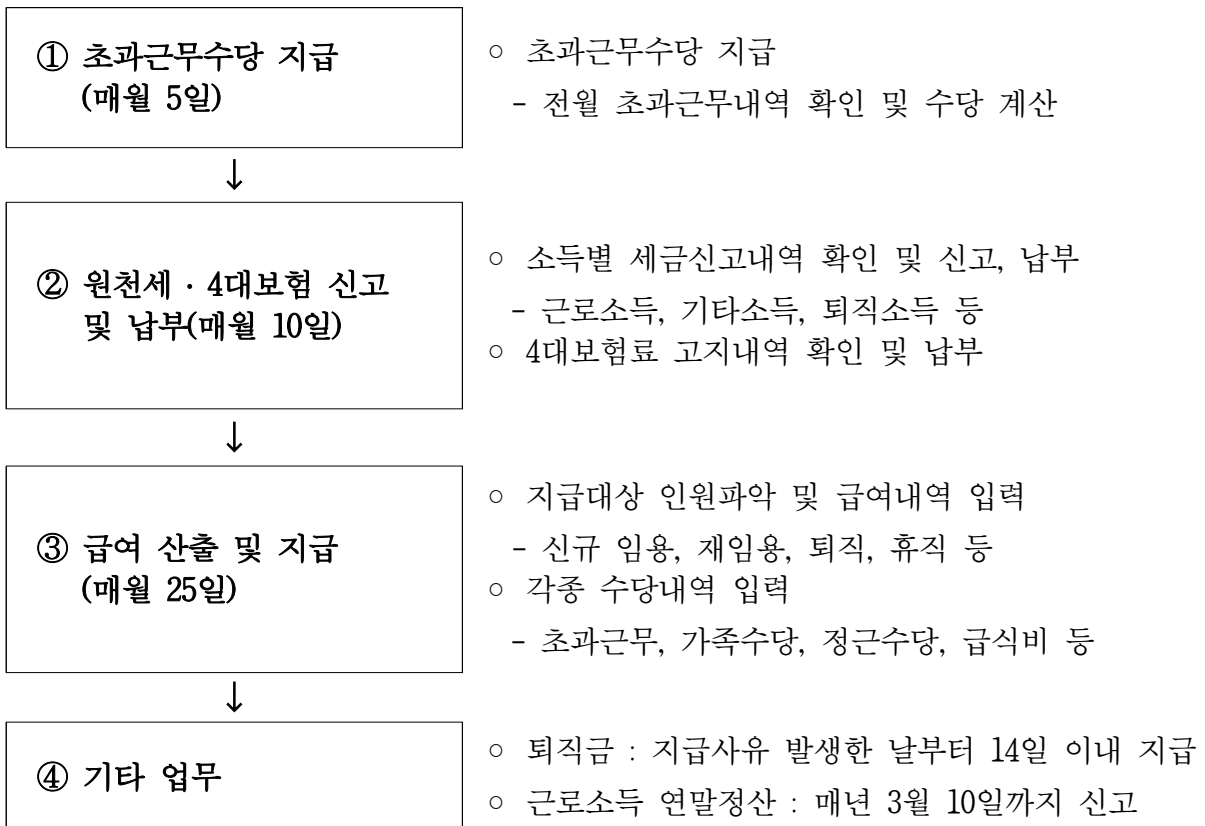 ① 초과근무수당 지급
(매월 5일)
○ 초과근무수당 지급
- 전월 초과근무내역 확인 및 수당 계산
↓
② 원천세 · 4대보험 신고
및 납부(매월 10일)
○ 소득별 세금신고내역 확인 및 신고, 납부
- 근로소득, 기타소득, 퇴직소득 등
○ 4대보험료 고지내역 확인 및 납부
↓
③ 급여 산출 및 지급
(매월 25일)
○ 지급대상 인원파악 및 급여내역 입력
- 신규 임용, 재임용, 퇴직, 휴직 등
○ 각종 수당내역 입력
- 초과근무, 가족수당, 정근수당, 급식비 등
↓
④ 기타 업무
○ 퇴직금 : 지급사유 발생한 날부터 14일 이내 지급
○ 근로소득 연말정산 : 매년 3월 10일까지 신고